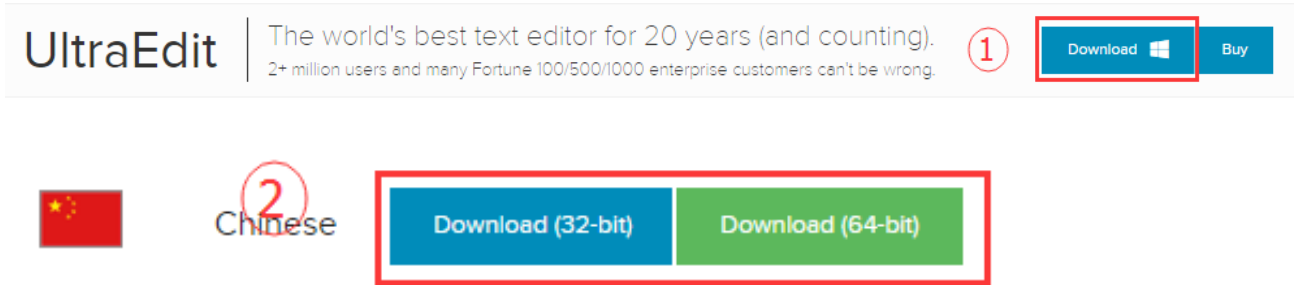 UltraEdit
The world's best text editor for 20 years (and counting).
2+ million users and many Fortune 100/500/1000 enterprise customers can't be wrong.
1
Download
Buy
2
Chinese
Download (32-bit)
Download (64-bit)